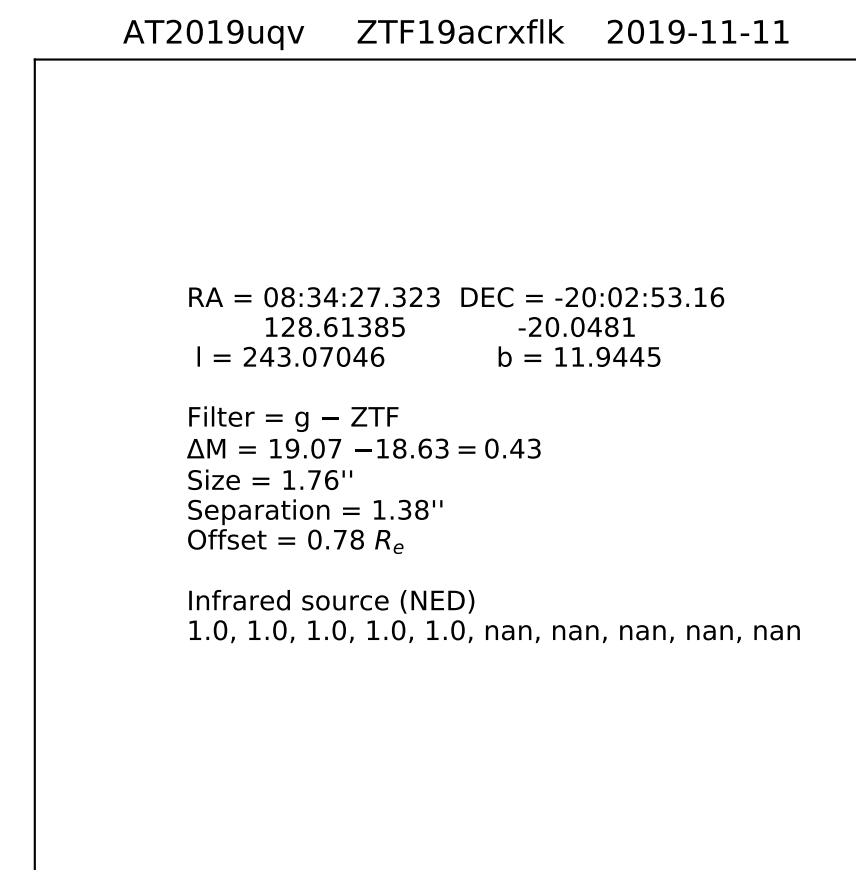 AT2019uqv ZTF19acrxflk 2019-11-11
RA = 08:34:27.323 DEC = -20:02:53.16
128.61385 -20.0481
l = 243.07046 b = 11.9445
Filter = g − ZTF
ΔM = 19.07 −18.63 = 0.43
Size = 1.76''
Separation = 1.38''
Offset = 0.78 Re
Infrared source (NED)
1.0, 1.0, 1.0, 1.0, 1.0, nan, nan, nan, nan, nan